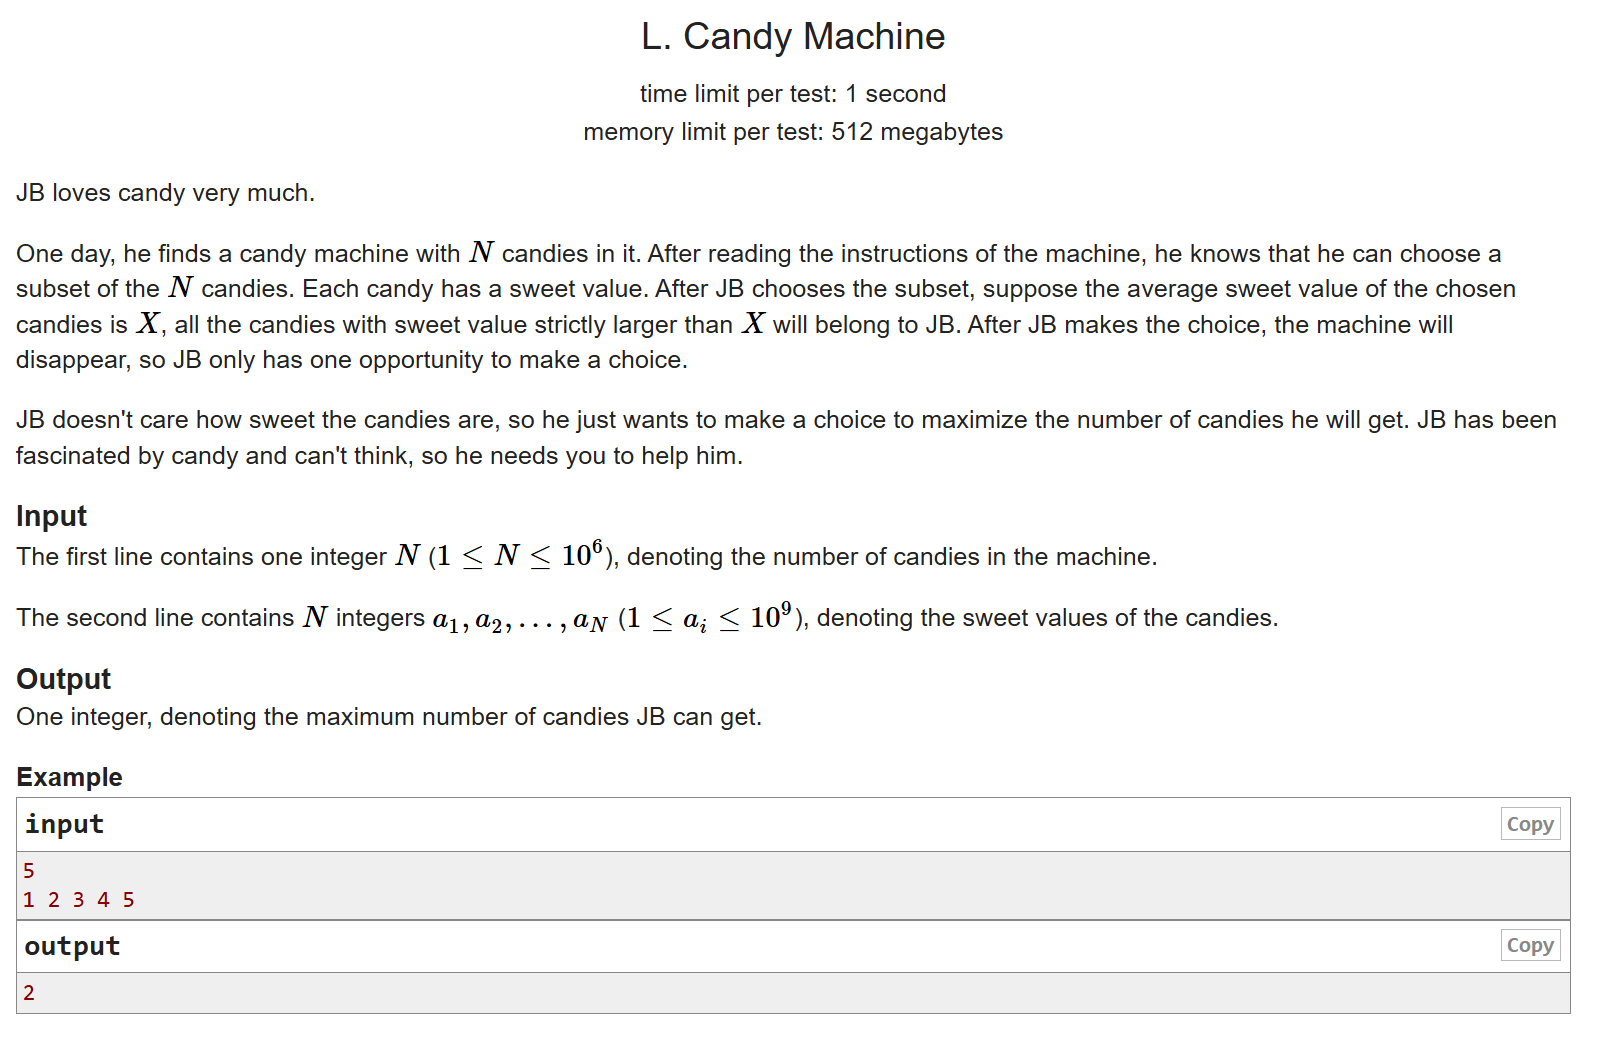 L. Candy Machine
time limit per test: 1 second
memory limit per test: 512 megabytes
JB loves candy very much.
One day, he finds a candy machine with N candies in it. After reading the instructions of the machine, he knows that he can choose a
subset of the N candies. Each candy has a sweet value. After JB chooses the subset, suppose the average sweet value of the chosen
candies is X, all the candies with sweet value strictly larger than X will belong to JB. After JB makes the choice, the machine will
disappear, so JB only has one opportunity to make a choice.
JB doesn't care how sweet the candies are, so he just wants to make a choice to maximize the number of candies he will get. JB has been
fascinated by candy and can't think, so he needs you to help him.
Input
The first line contains one integer N (1 ≤ N ≤ 10^6), denoting the number of candies in the machine.
The second line contains N integers a_1, a_2, ..., a_N (1 ≤ a_i ≤ 10^9), denoting the sweet values of the candies.
Output
One integer, denoting the maximum number of candies JB can get.
Example
input Copy
5
1 2 3 4 5
output Copy
2